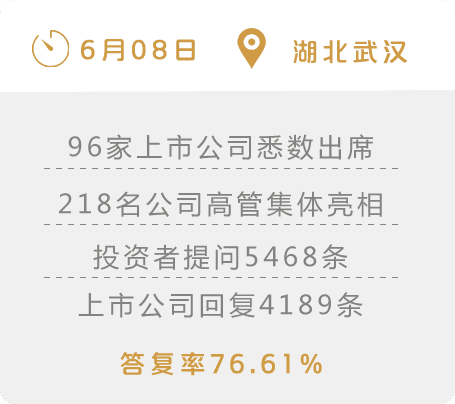 6月08日 湖北武汉
96家上市公司悉数出席
218名公司高管集体亮相
投资者提问5468条
上市公司回复4189条
答复率76.61%